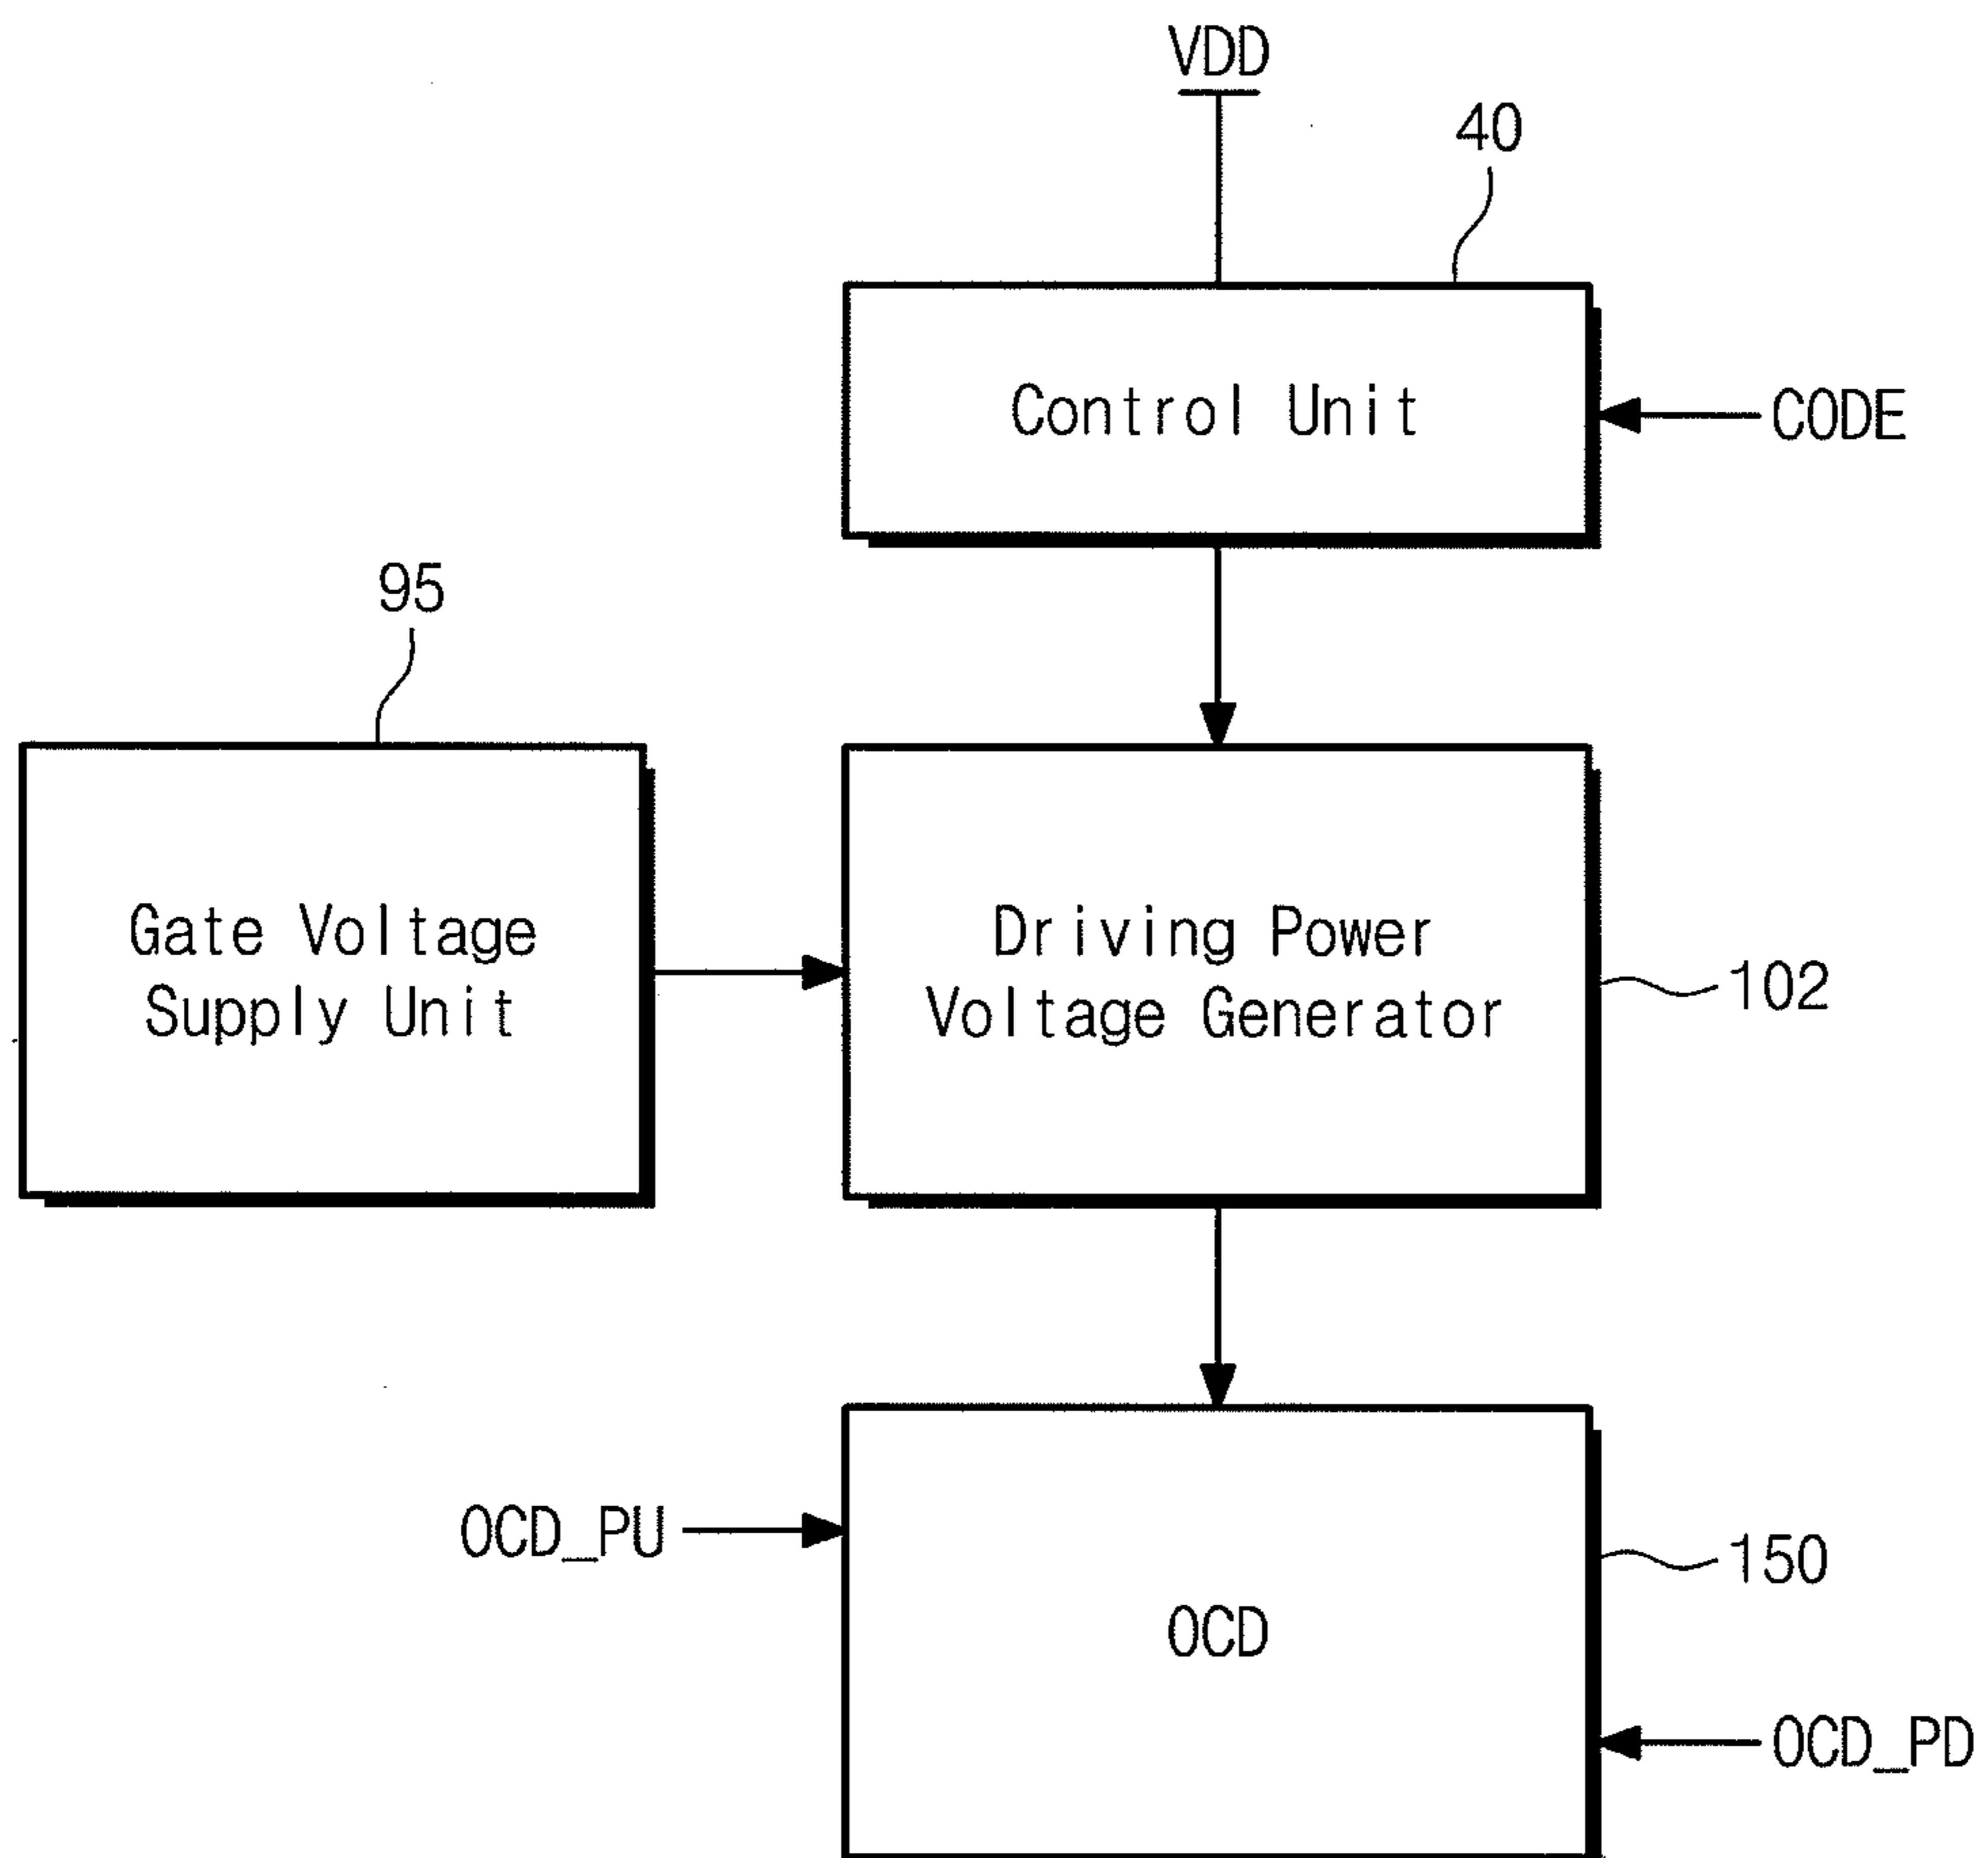 VDD
40
Control Unit
CODE
95
Gate Voltage
Supply Unit
Driving Power
Voltage Generator
102
OCD_PU
OCD
150
OCD_PD